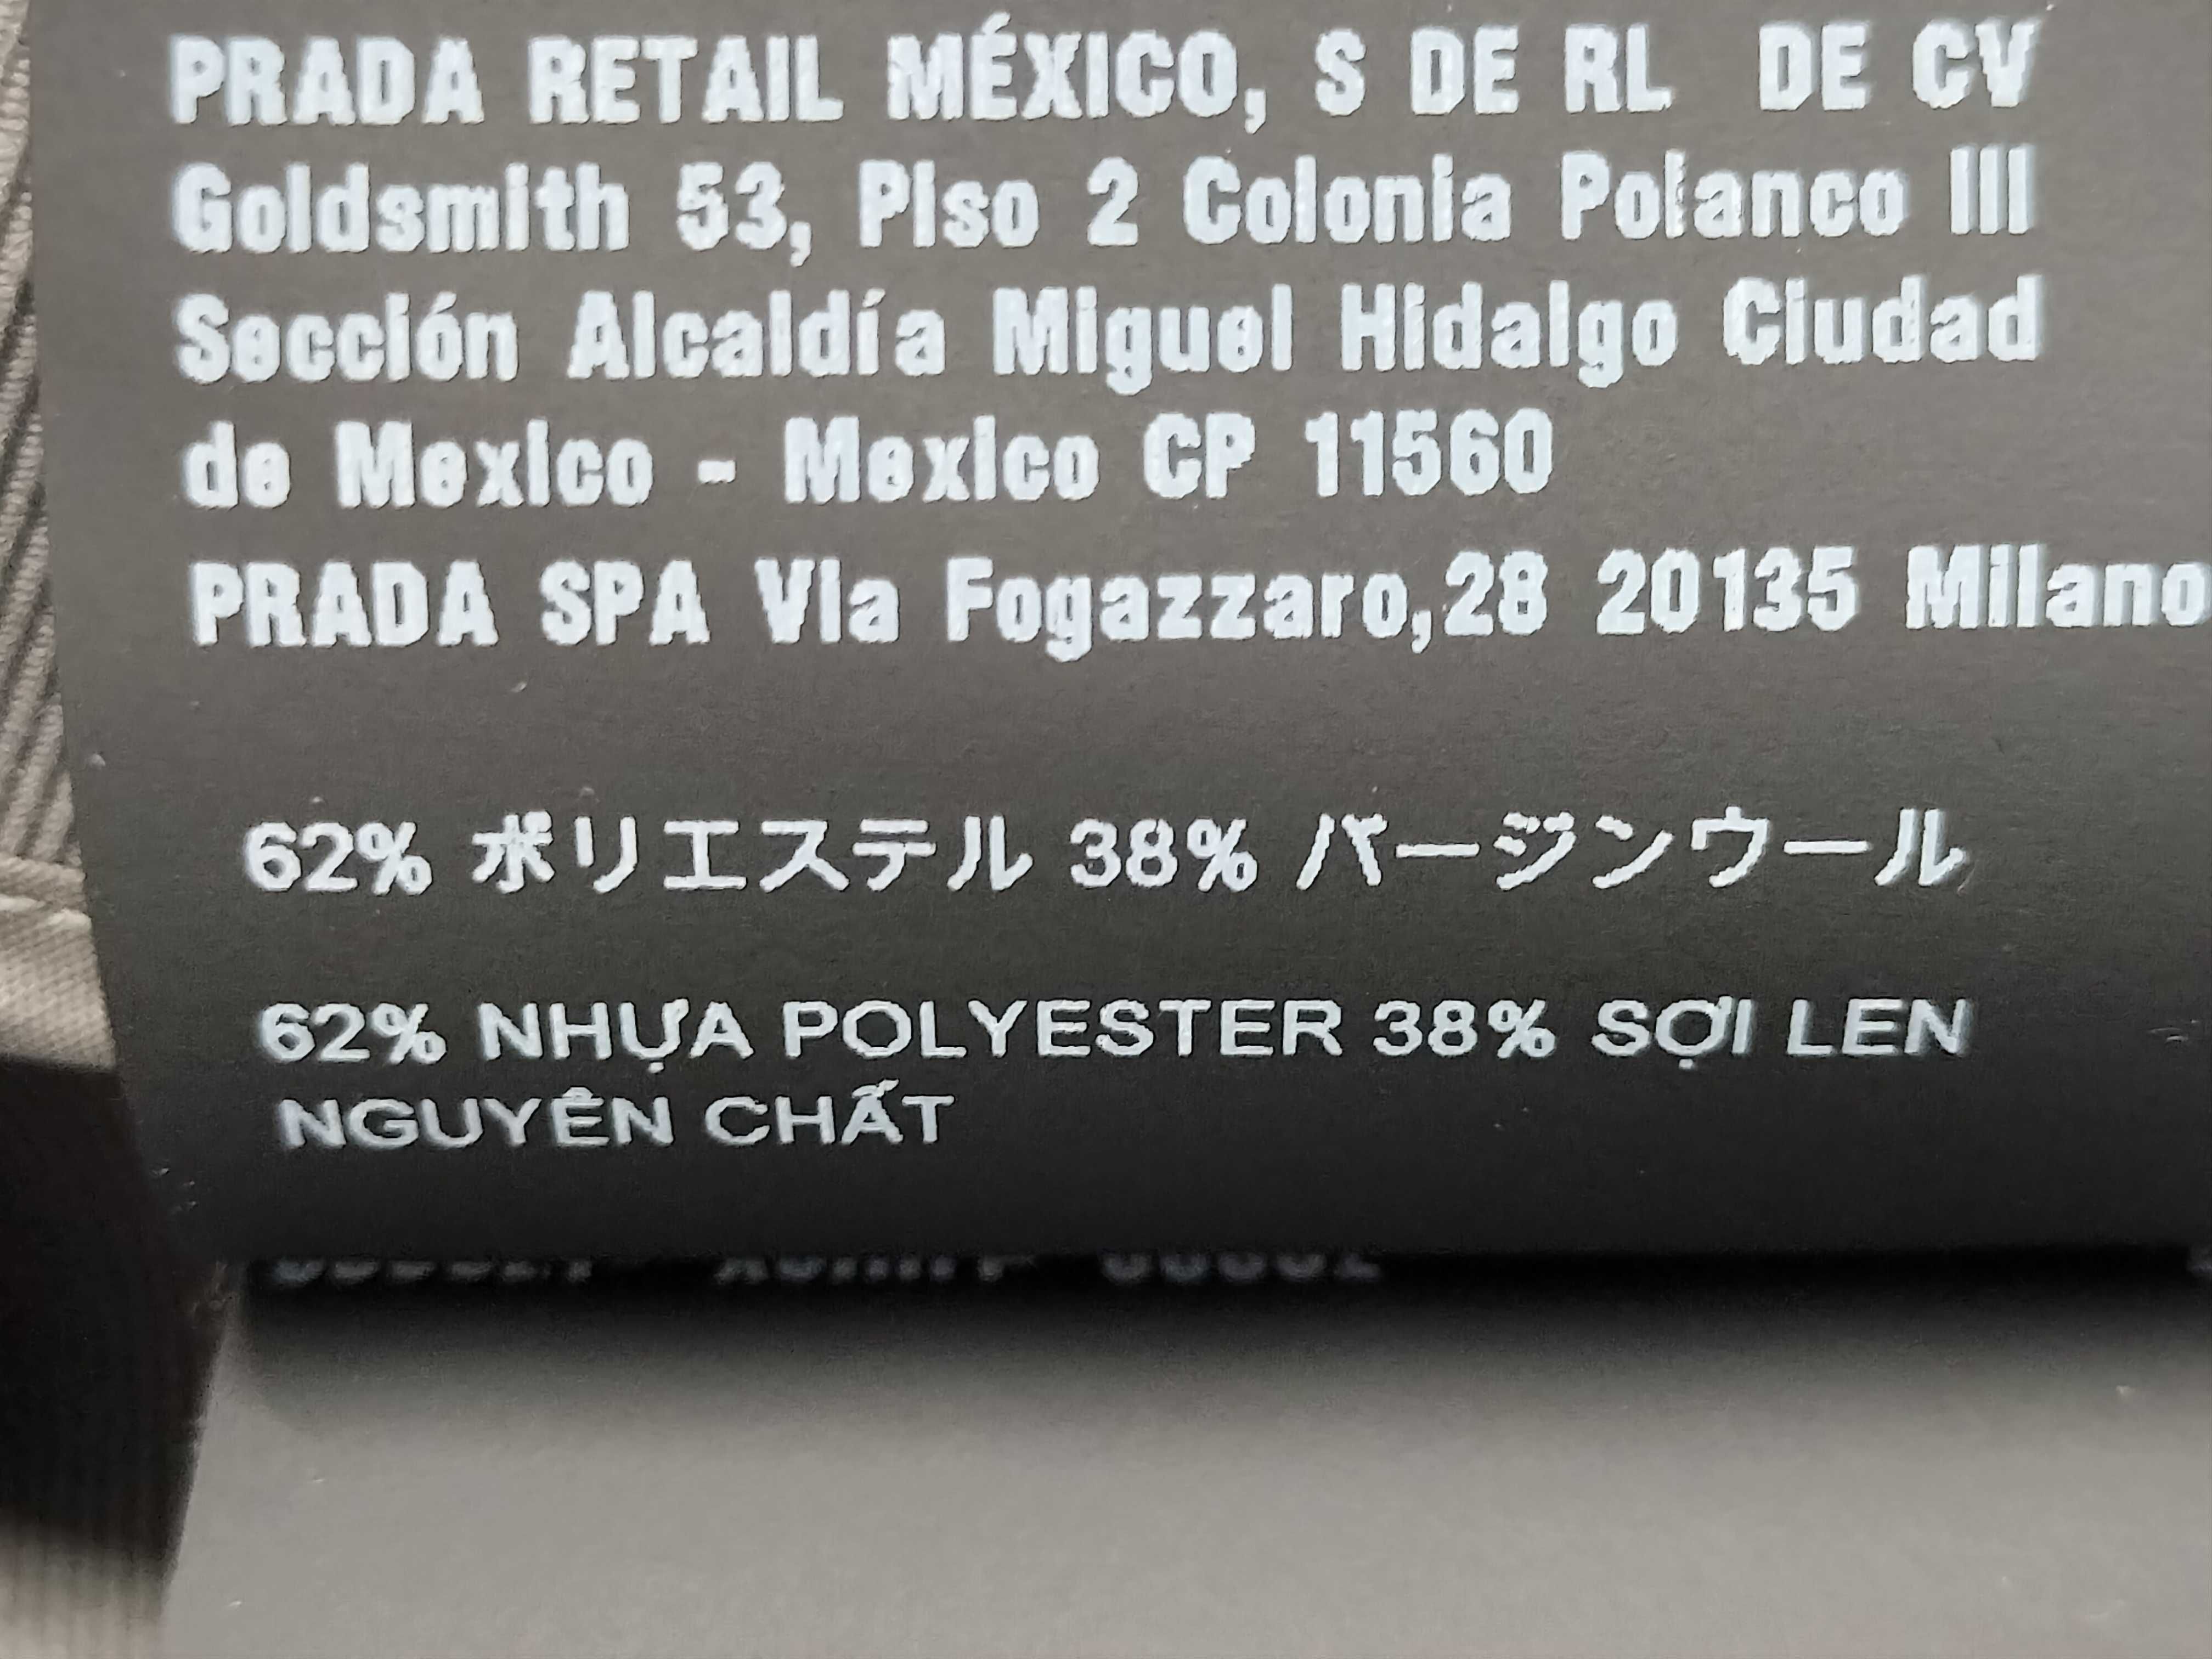 PRADA RETAIL MÉXICO, S DE RL DE CV
Goldsmith 53, Piso 2 Colonia Polanco III
Sección Alcaldía Miguel Hidalgo Ciudad
de Mexico - Mexico CP 11560
PRADA SPA Via Fogazzaro,28 20135 Milano
62% ポリエステル 38% バージンウール
62% NHỰA POLYESTER 38% SỢI LEN
NGUYÊN CHẤT